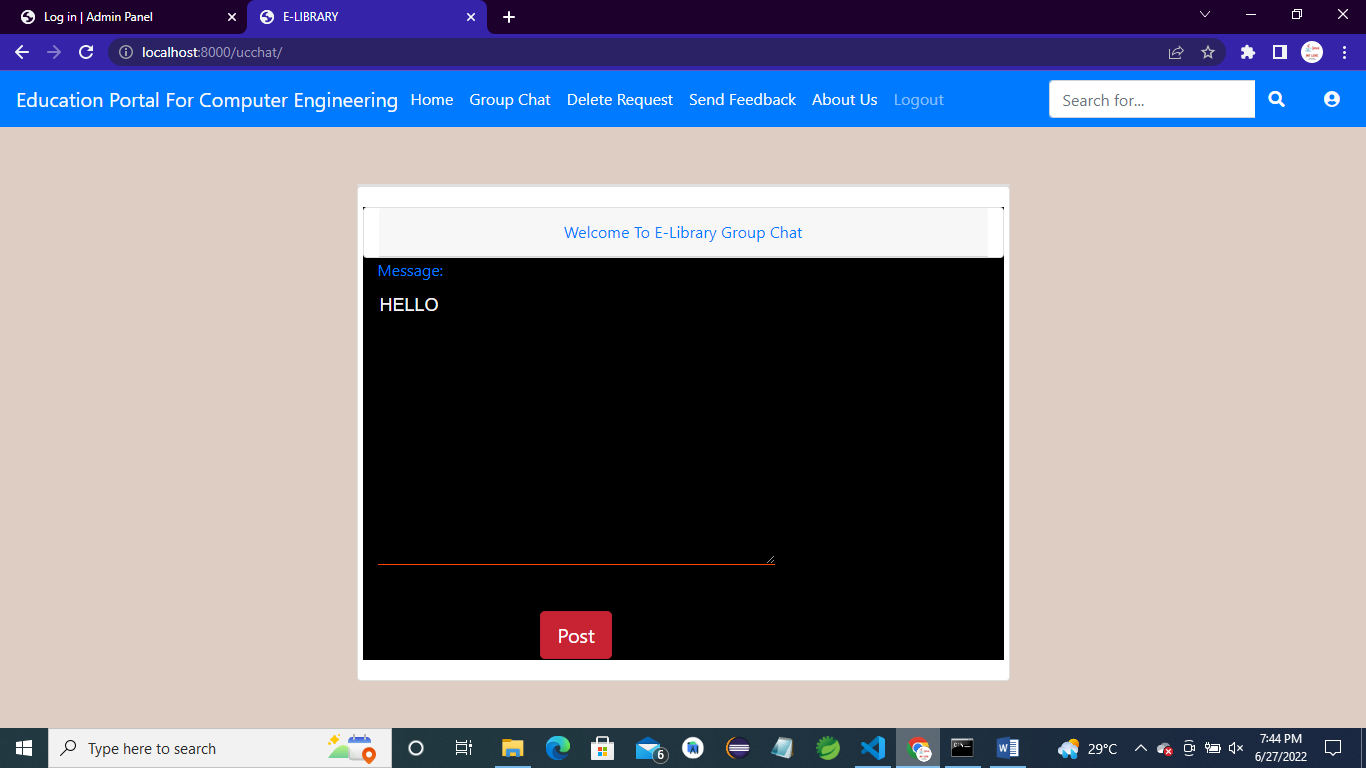 Log in | Admin Panel
E-LIBRARY
localhost:8000/ucchat/
Education Portal For Computer Engineering Home Group Chat Delete Request Send Feedback About Us Logout Search for...
Welcome To E-Library Group Chat
Message:
HELLO
Post
Type here to search
6
29°C
7:44 PM
6/27/2022